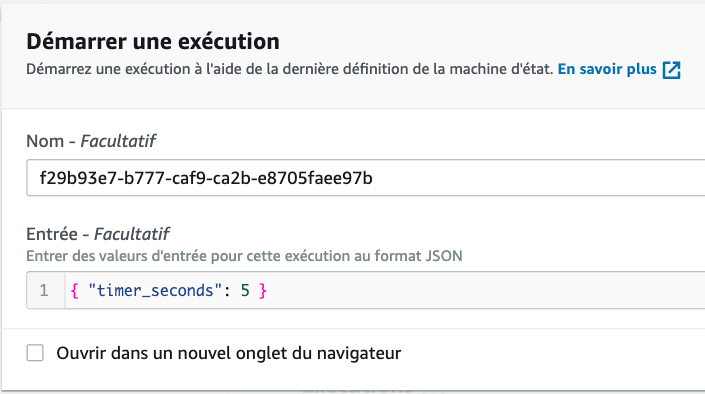 Démarrer une exécution
Démarrez une exécution à l'aide de la dernière définition de la machine d'état. En savoir plus
Nom - Facultatif
f29b93e7-b777-caf9-ca2b-e8705faee97b
Entrée - Facultatif
Entrer des valeurs d'entrée pour cette exécution au format JSON
1 { "timer_seconds": 5 }
Ouvrir dans un nouvel onglet du navigateur